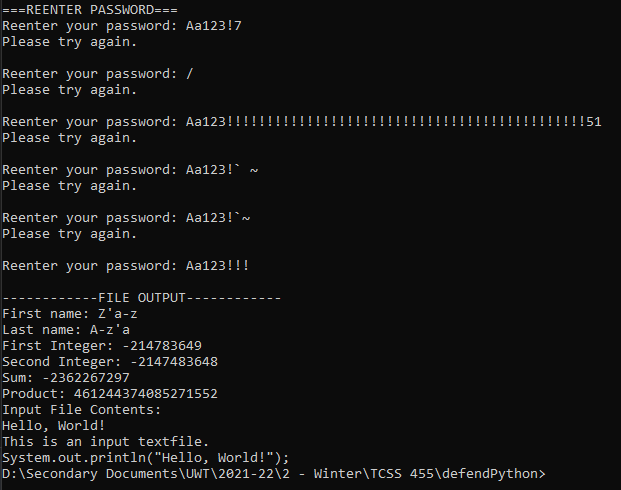 ===REENTER PASSWORD===
Reenter your password: Aa123!7
Please try again.
Reenter your password: /
Please try again.
Reenter your password: Aa123!!!!!!!!!!!!!!!!!!!!!!!!!!!!!!!!!!!!!!!!!!!!!51
Please try again.
Reenter your password: Aa123!` ~
Please try again.
Reenter your password: Aa123!`~
Please try again.
Reenter your password: Aa123!!!
------------FILE OUTPUT------------
First name: Z'a-z
Last name: A-z'a
First Integer: -214783649
Second Integer: -2147483648
Sum: -2362267297
Product: 461244374085271552
Input File Contents:
Hello, World!
This is an input textfile.
System.out.println("Hello, World!");
D:\Secondary Documents\UWT\2021-22\2 - Winter\TCSS 455\defendPython>